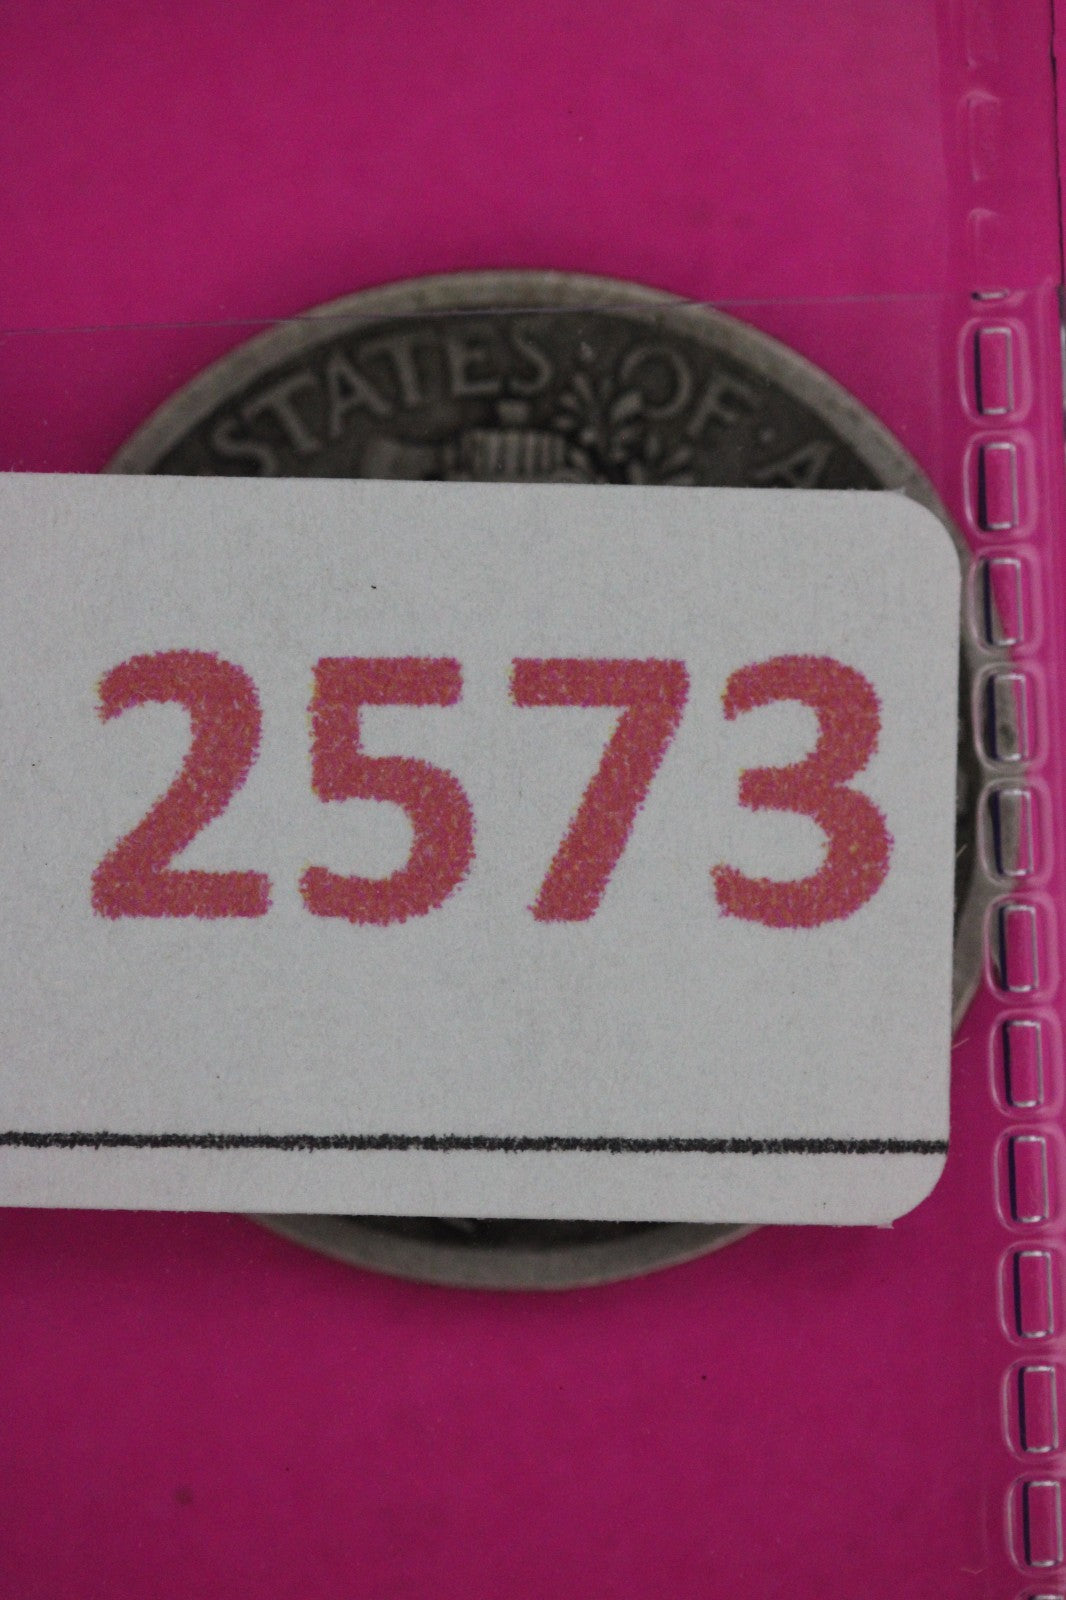 STATES OF · A
2573